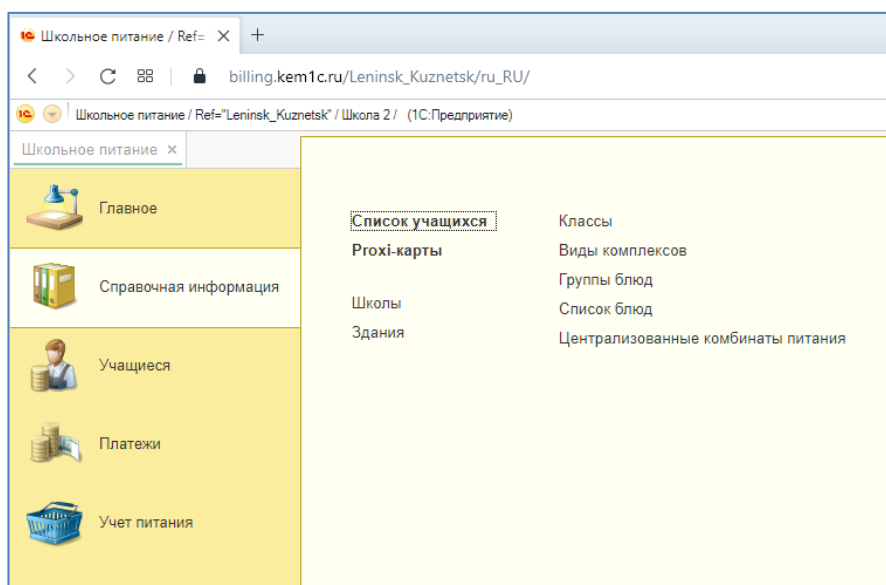 Школьное питание / Ref=
billing.kem1c.ru/Leninsk_Kuznetsk/ru_RU/
Школьное питание / Ref="Leninsk_Kuznetsk" / Школа 2 / (1С:Предприятие)
Школьное питание
Главное
Справочная информация
Учащиеся
Платежи
Учет питания
Список учащихся
Proxi-карты
Школы
Здания
Классы
Виды комплексов
Группы блюд
Список блюд
Централизованные комбинаты питания